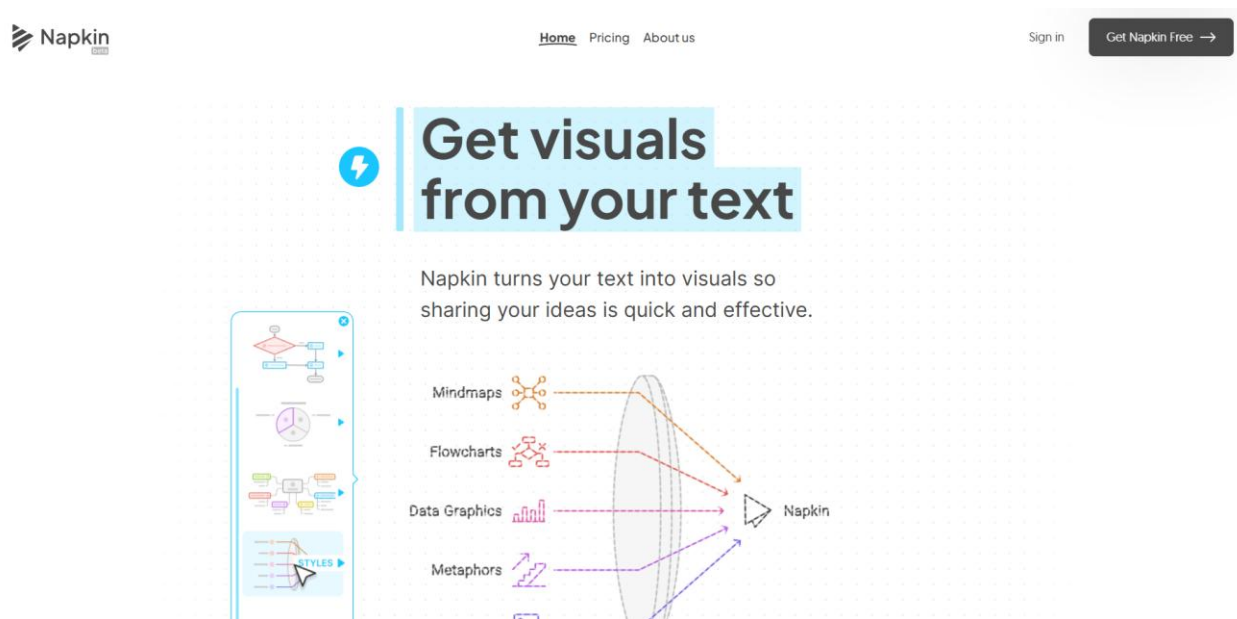 Napkin
beta
Home Pricing About us
Sign in
Get Napkin Free →
Get visuals
from your text
Napkin turns your text into visuals so
sharing your ideas is quick and effective.
Mindmaps
Flowcharts
Data Graphics
Napkin
Metaphors
STYLES